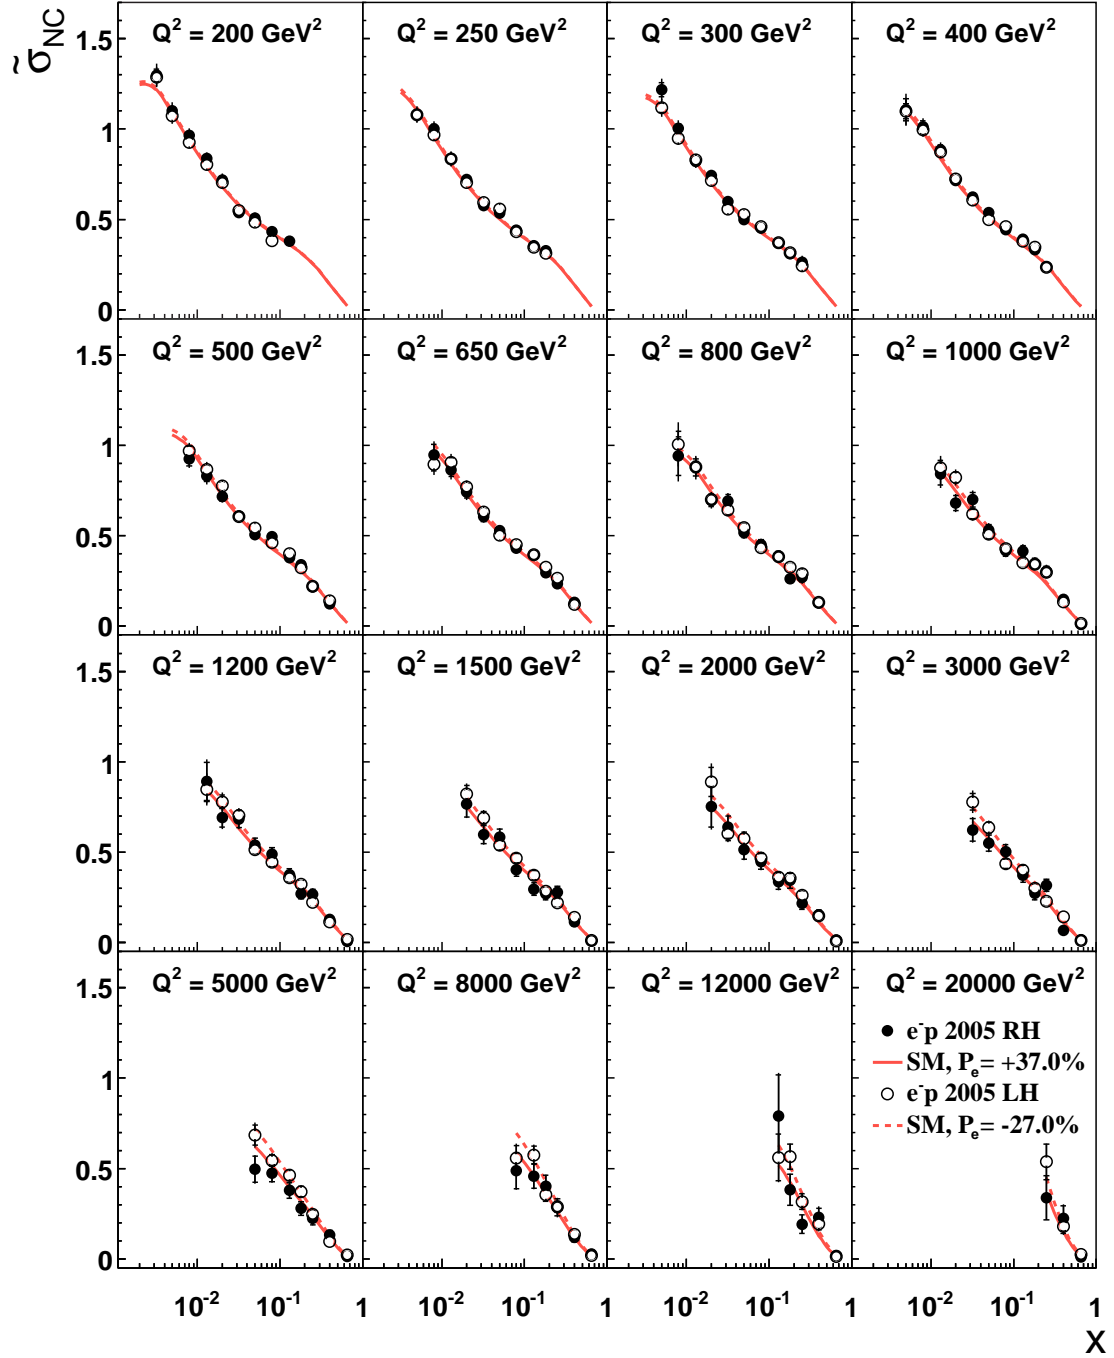 σ̃NC
Q² = 200 GeV²
Q² = 250 GeV²
Q² = 300 GeV²
Q² = 400 GeV²
1.5
1
0.5
0
Q² = 500 GeV²
Q² = 650 GeV²
Q² = 800 GeV²
Q² = 1000 GeV²
1.5
1
0.5
0
Q² = 1200 GeV²
Q² = 1500 GeV²
Q² = 2000 GeV²
Q² = 3000 GeV²
1.5
1
0.5
0
Q² = 5000 GeV²
Q² = 8000 GeV²
Q² = 12000 GeV²
Q² = 20000 GeV²
1.5
1
0.5
0
e⁻p 2005 RH
SM, Pₑ= +37.0%
e⁻p 2005 LH
SM, Pₑ= -27.0%
10⁻² 10⁻¹ 1 10⁻² 10⁻¹ 1 10⁻² 10⁻¹ 1 10⁻² 10⁻¹ 1
x